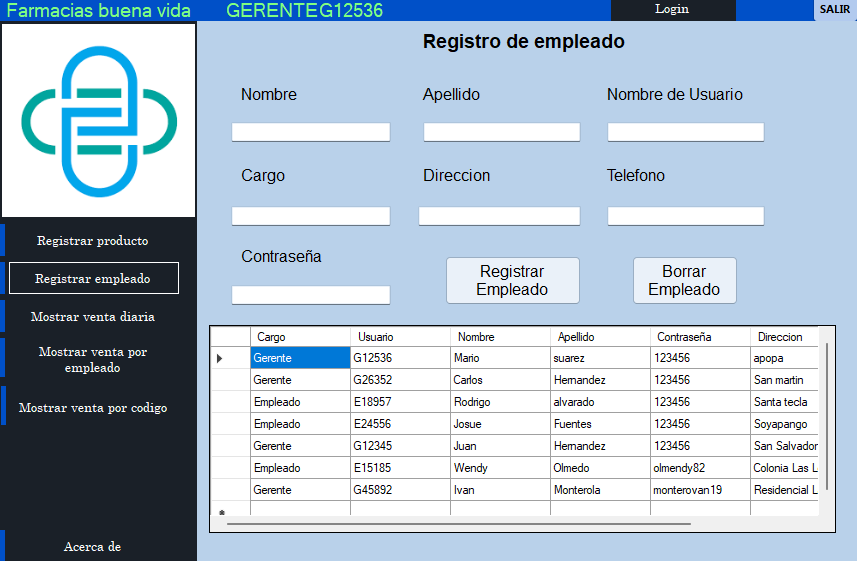 Farmacias buena vida GERENTEG12536 Login SALIR
Registro de empleado
Nombre Apellido Nombre de Usuario
Cargo Direccion Telefono
Contraseña
Registrar
Empleado
Borrar
Empleado
Registrar producto
Registrar empleado
Mostrar venta diaria
Mostrar venta por
empleado
Mostrar venta por codigo
Acerca de
Cargo Usuario Nombre Apellido Contraseña Direccion
Gerente G12536 Mario suarez 123456 apopa
Gerente G26352 Carlos Hernandez 123456 San martin
Empleado E18957 Rodrigo alvarado 123456 Santa tecla
Empleado E24556 Josue Fuentes 123456 Soyapango
Gerente G12345 Juan Hernandez 123456 San Salvador
Empleado E15185 Wendy Olmedo olmendy82 Colonia Las L
Gerente G45892 Ivan Monterola monterovan19 Residencial L